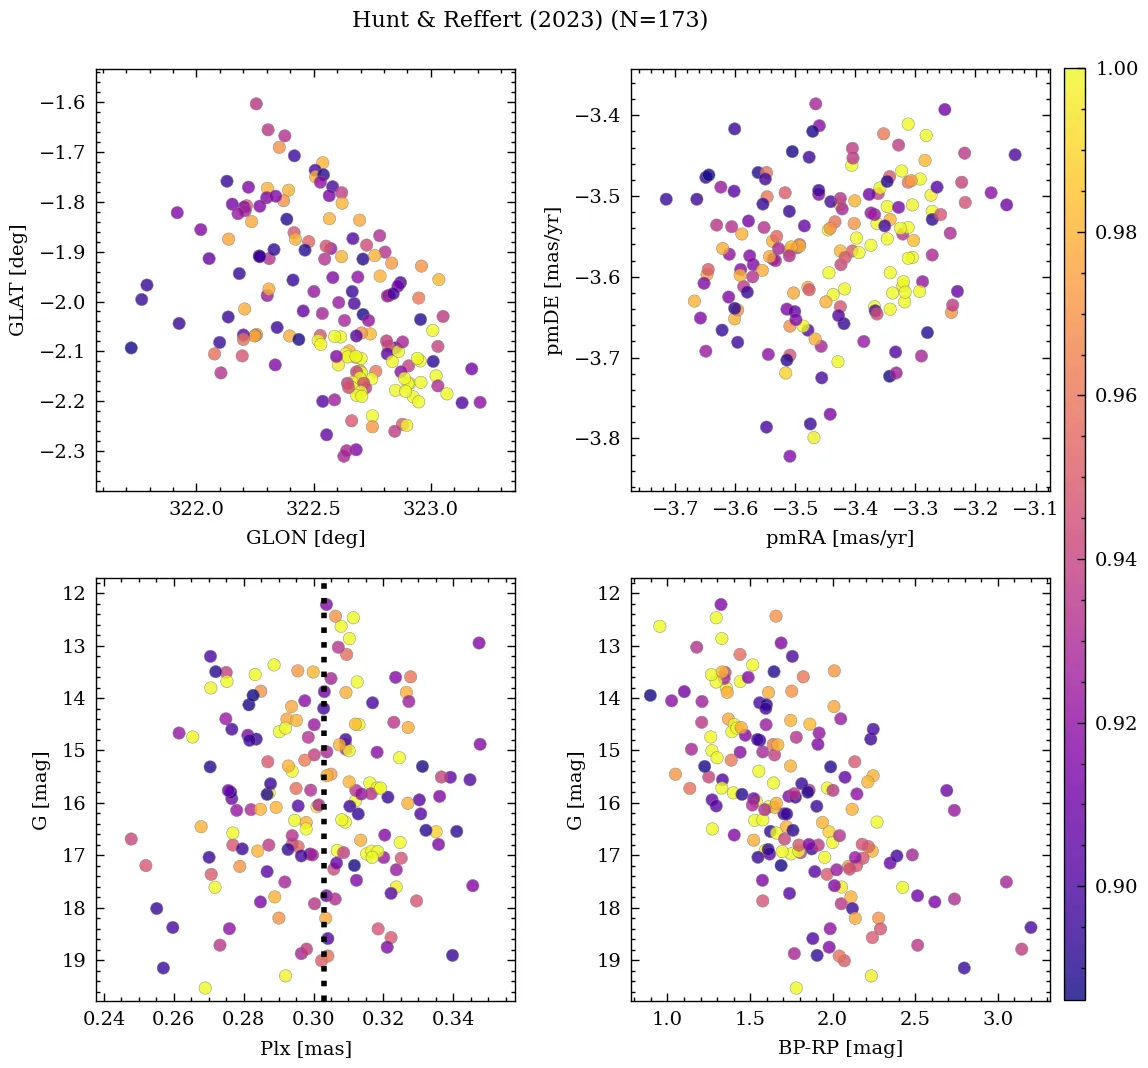 Hunt & Reffert (2023) (N=173)
−1.6
−1.7
−1.8
−1.9
−2.0
−2.1
−2.2
−2.3
GLAT [deg]
322.0 322.5 323.0
GLON [deg]
−3.4
−3.5
−3.6
−3.7
−3.8
pmDE [mas/yr]
−3.7 −3.6 −3.5 −3.4 −3.3 −3.2 −3.1
pmRA [mas/yr]
1.00
0.98
0.96
0.94
0.92
0.90
12
13
14
15
16
17
18
19
G [mag]
0.24 0.26 0.28 0.30 0.32 0.34
Plx [mas]
12
13
14
15
16
17
18
19
G [mag]
1.0 1.5 2.0 2.5 3.0
BP-RP [mag]